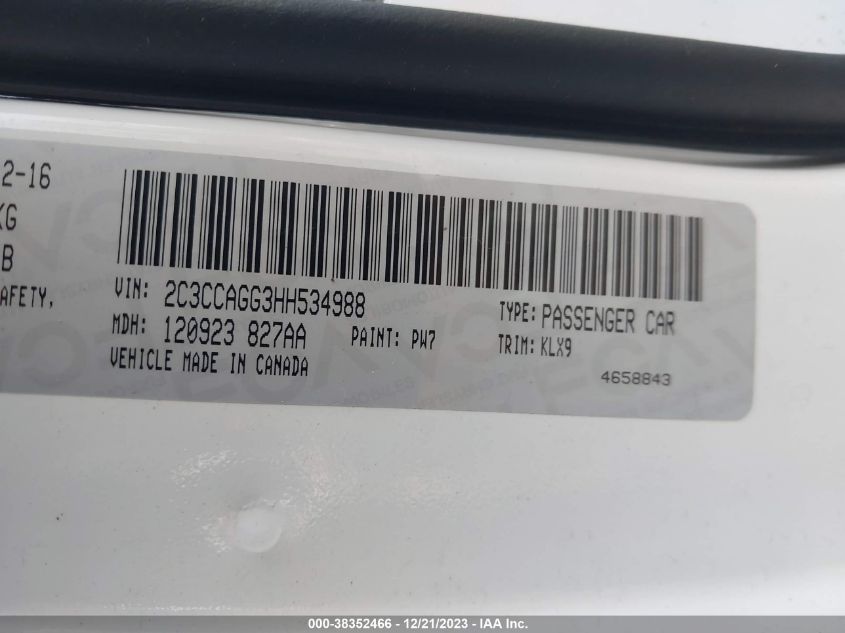 2-16
KG
B
AFETY,
VIN: 2C3CCAGG3HH534988
TYPE: PASSENGER CAR
MDH: 120923 827AA PAINT: PW7
TRIM: KLX9
VEHICLE MADE IN CANADA
4658843
000-38352466 - 12/21/2023 - IAA Inc.